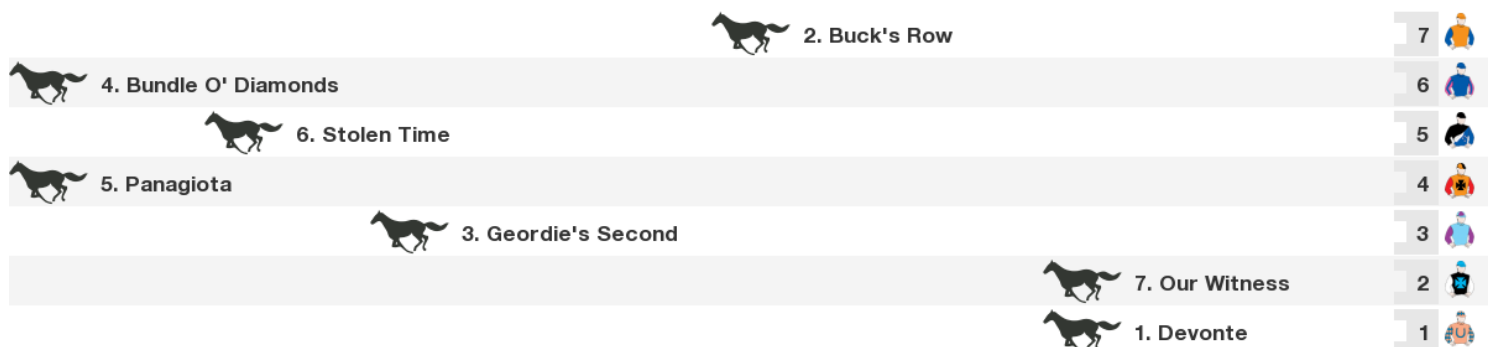 2. Buck's Row 7
4. Bundle O' Diamonds 6
6. Stolen Time 5
5. Panagiota 4
3. Geordie's Second 3
7. Our Witness 2
1. Devonte 1